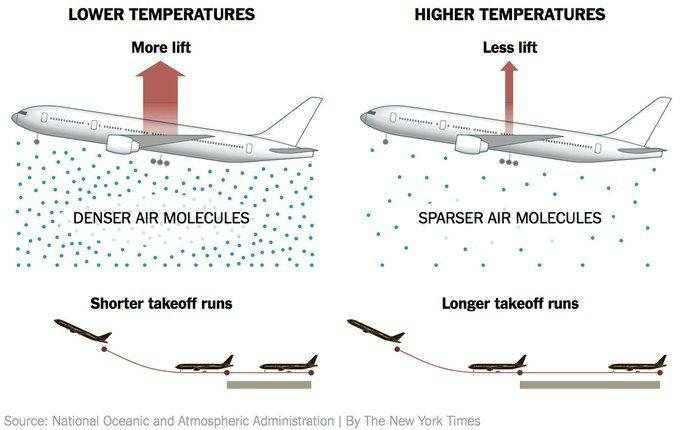 LOWER TEMPERATURES
More lift
DENSER AIR MOLECULES
Shorter takeoff runs
HIGHER TEMPERATURES
Less lift
SPARSER AIR MOLECULES
Longer takeoff runs
Source: National Oceanic and Atmospheric Administration | By The New York Times